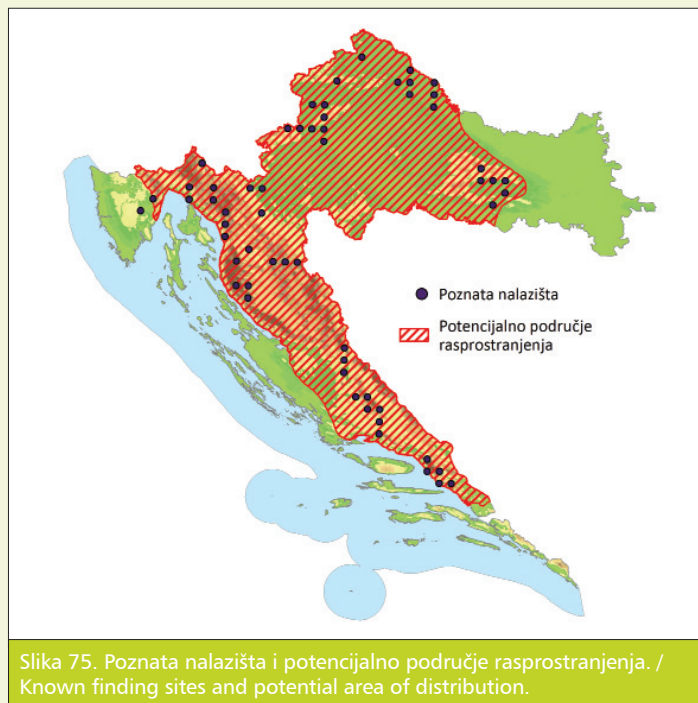 Poznata nalazišta
Potencijalno područje
rasprostranjenja
Slika 75. Poznata nalazišta i potencijalno područje rasprostranjenja. /
Known finding sites and potential area of distribution.